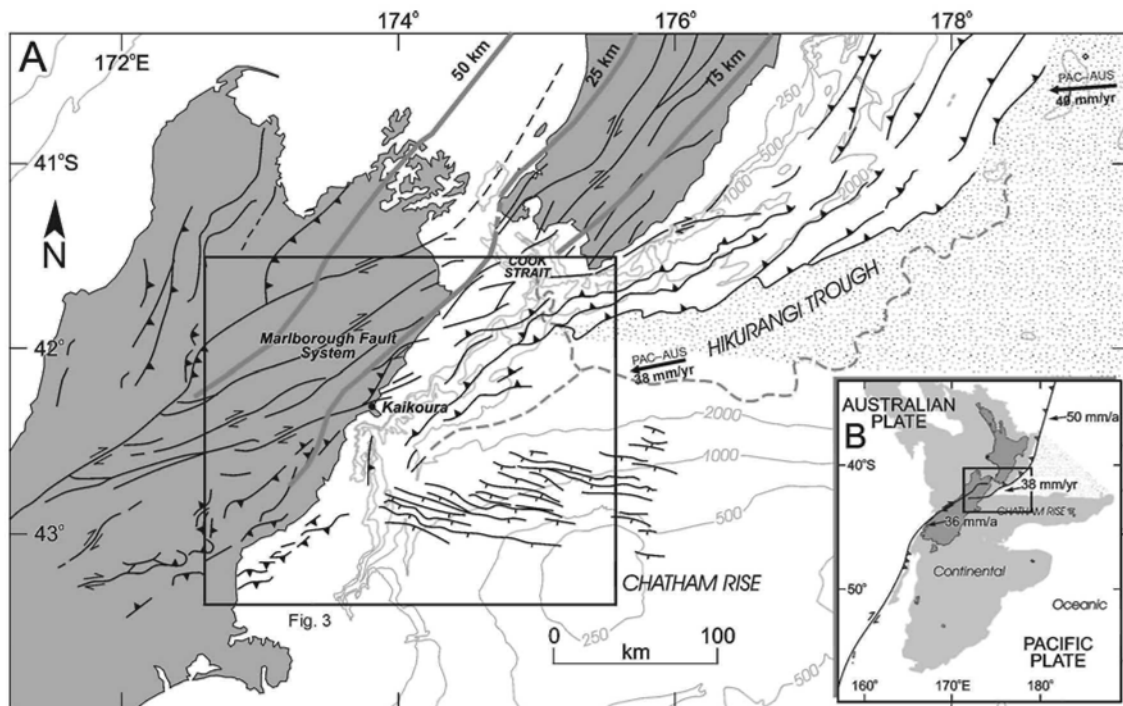 A
172°E
174°
176°
178°
50 km
25 km
15 km
250
500
1000
2000
PAC-AUS
49 mm/yr
41°S
N
COOK
STRAIT
HIKURANGI TROUGH
42°
Marlborough Fault
System
PAC-AUS
38 mm/yr
Kaikoura
2000
1000
500
43°
CHATHAM RISE
Fig. 3
250
500
0
100
km
B
AUSTRALIAN
PLATE
50 mm/a
40°S
38 mm/yr
CHATHAM RISE
36 mm/a
Continental
50°
Oceanic
PACIFIC
PLATE
160°
170°E
180°